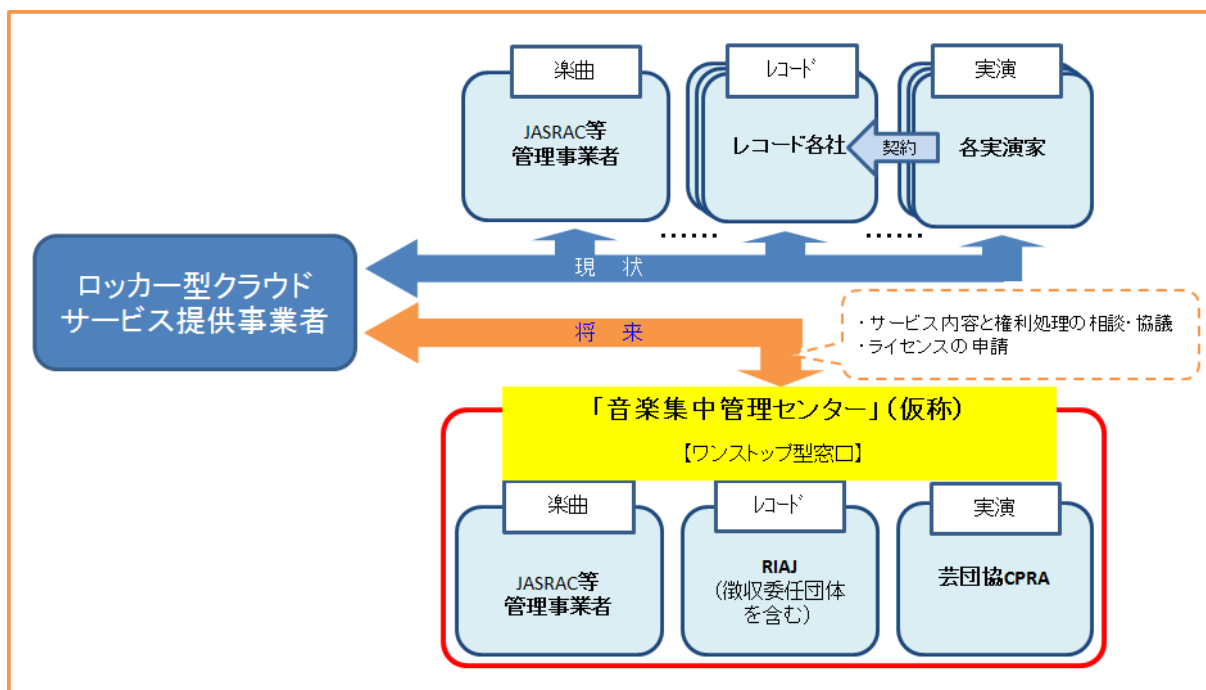 楽曲
レコード
実演
JASRAC等
管理事業者
レコード各社
契約
各実演家
……
……
現 状
ロッカー型クラウド
サービス提供事業者
将 来
・サービス内容と権利処理の相談・協議
・ライセンスの申請
「音楽集中管理センター」(仮称)
【ワンストップ型窓口】
楽曲
レコード
実演
JASRAC等
管理事業者
RIAJ
(徴収委任団体
を含む)
芸団協CPRA